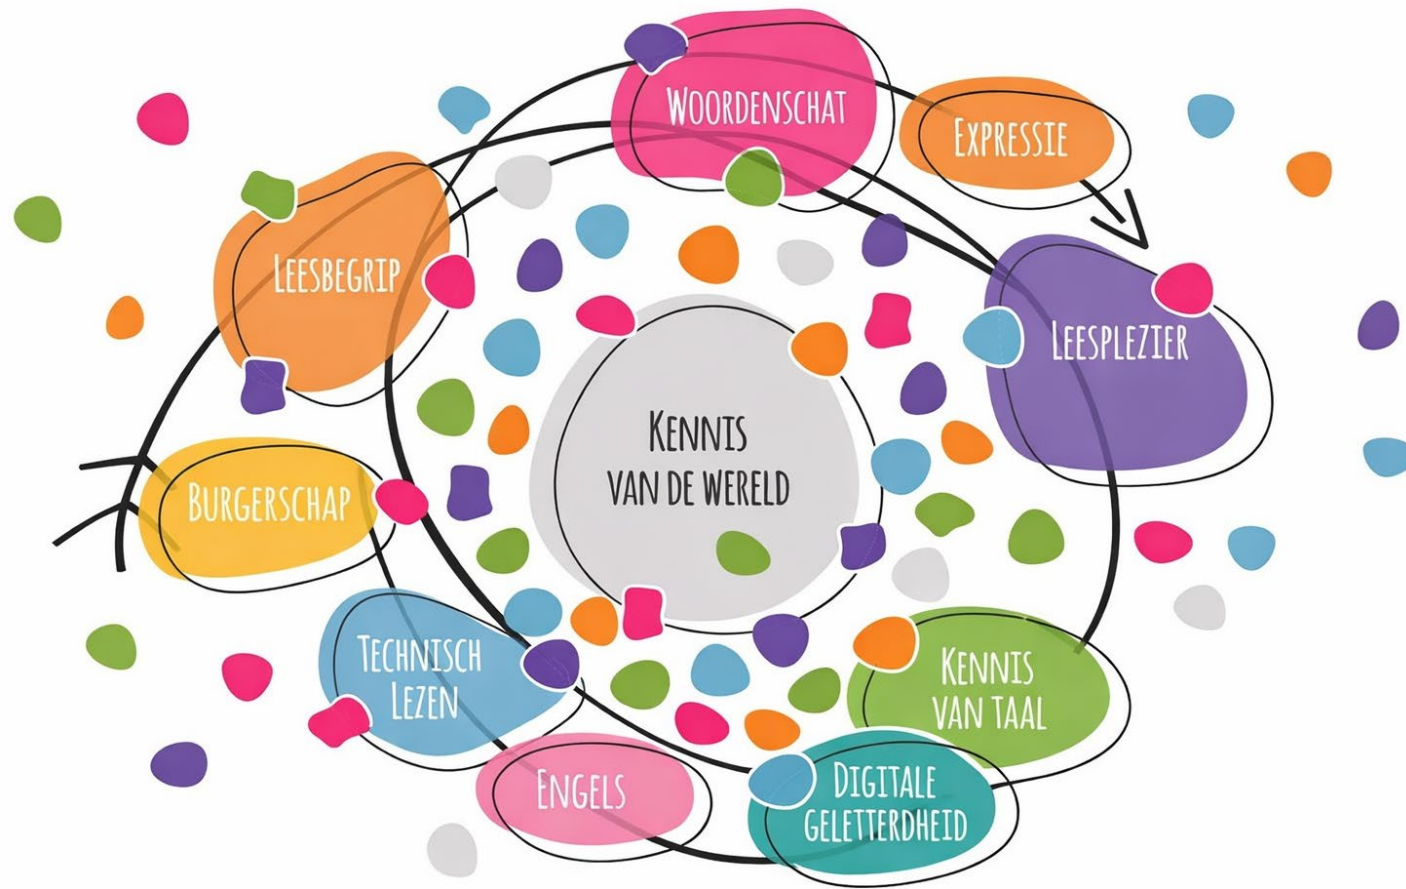 WOORDENSCHAT
EXPRESSIE
LEESBEGRIP
LEESPLEZIER
KENNIS
VAN DE WERELD
BURGERSCHAP
TECHNISCH
LEZEN
KENNIS
VAN TAAL
ENGELS
DIGITALE
GELETTERDHEID